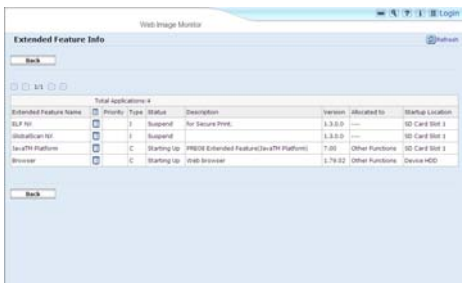 Login
Web Image Monitor
Extended Feature Info
Refresh
Back
1/1
Total Applications:4
Extended Feature Name Priority Type Status Description Version Allocated to Startup Location
ELP NX J Suspend for Secure Print. 1.3.0.0 ---- SD Card Slot 1
GlobalScan NX J Suspend 1.3.0.0 ---- SD Card Slot 1
JavaTM Platform C Starting Up Extended Feature(JavaTM Platform) 7.00 Other Functions SD Card Slot 1
Browser C Starting Up Web browser 1.79.02 Other Functions Device HDD
Back